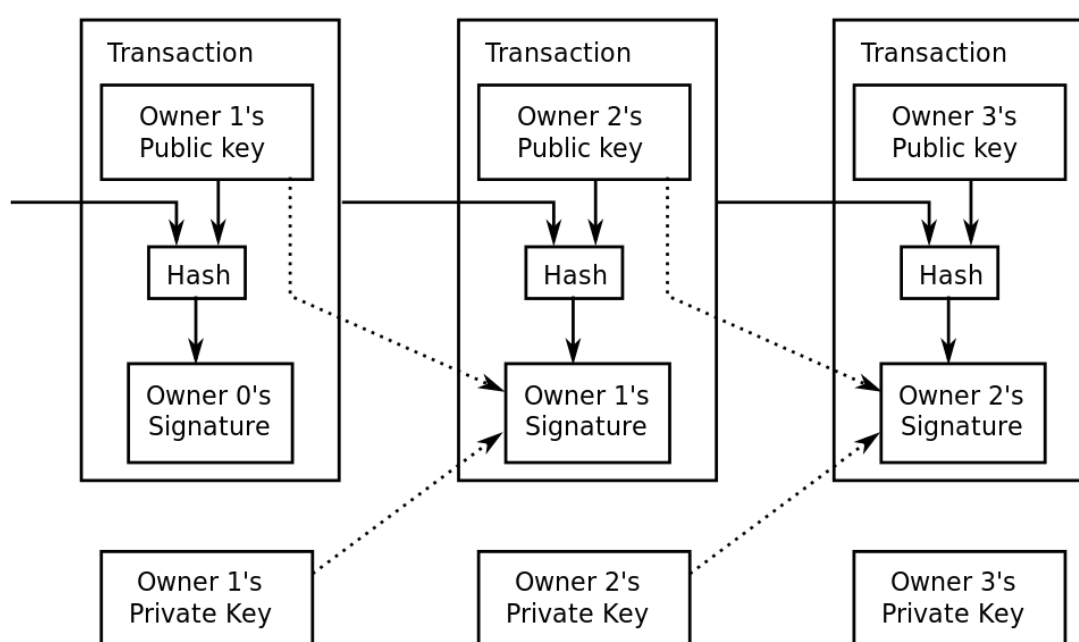 Transaction
Owner 1's
Public key
Hash
Owner 0's
Signature
Transaction
Owner 2's
Public key
Hash
Owner 1's
Signature
Transaction
Owner 3's
Public key
Hash
Owner 2's
Signature
Owner 1's
Private Key
Owner 2's
Private Key
Owner 3's
Private Key